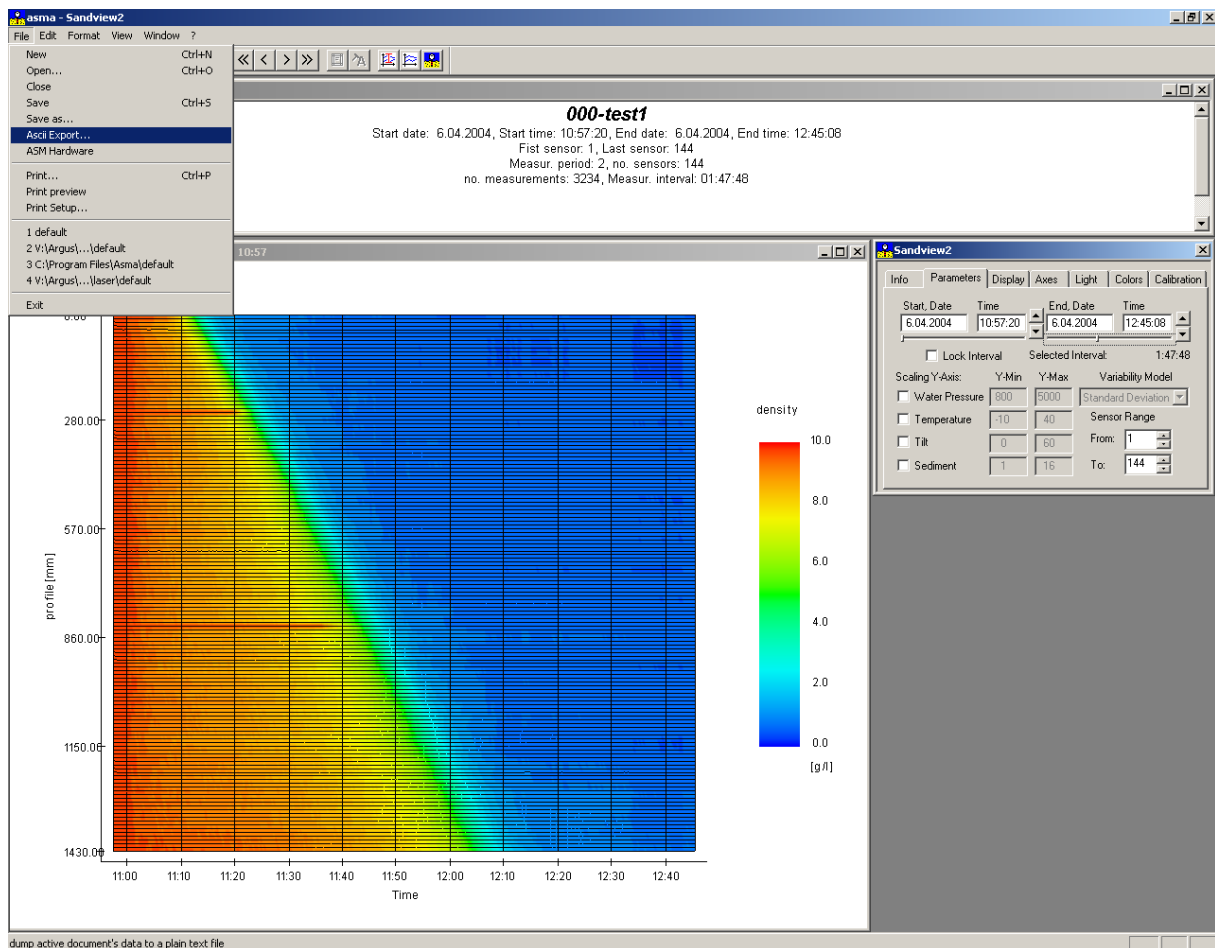 asma - Sandview2
File Edit Format View Window ?
New Ctrl+N
Open... Ctrl+O
Close
Save Ctrl+S
Save as...
Ascii Export...
ASM Hardware
Print... Ctrl+P
Print preview
Print Setup...
1 default
2 V:\Argus\...\default
3 C:\Program Files\Asma\default
4 V:\Argus\...\laser\default
Exit
000-test1
Start date: 6.04.2004, Start time: 10:57:20, End date: 6.04.2004, End time: 12:45:08
Fist sensor: 1, Last sensor: 144
Measur. period: 2, no. sensors: 144
no. measurements: 3234, Measur. interval: 01:47:48
10:57
0.00
280.00
570.00
860.00
1150.00
1430.00
profile[mm]
11:00 11:10 11:20 11:30 11:40 11:50 12:00 12:10 12:20 12:30 12:40
Time
density
10.0
8.0
6.0
4.0
2.0
0.0
[g/l]
Sandview2
Info Parameters Display Axes Light Colors Calibration
Start, Date Time End, Date Time
6.04.2004 10:57:20 6.04.2004 12:45:08
Lock Interval Selected Interval: 1:47:48
Scaling Y-Axis: Y-Min Y-Max Variability Model
Water Pressure 800 5000 Standard Deviation
Temperature -10 40 Sensor Range
Tilt 0 60 From: 1
Sediment 1 16 To: 144
dump active document's data to a plain text file